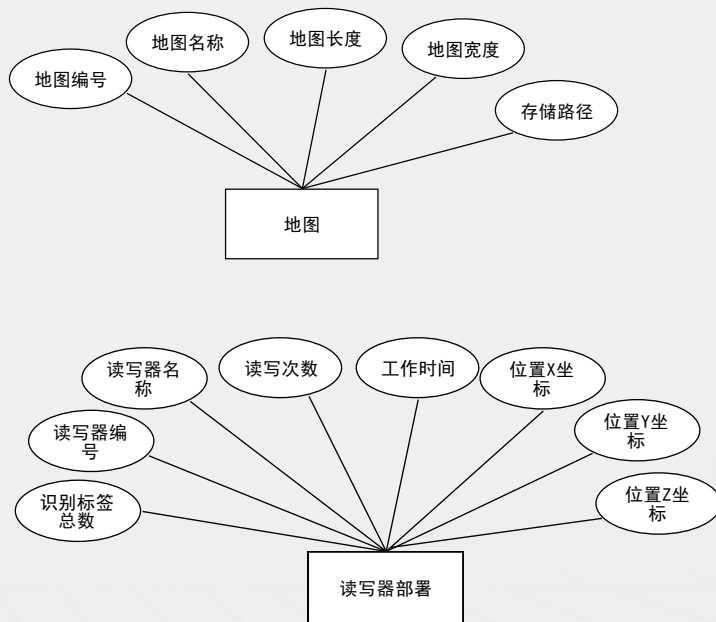 地图编号
地图名称
地图长度
地图宽度
存储路径
地图
识别标签
总数
读写器编
号
读写器名
称
读写次数
工作时间
位置X坐
标
位置Y坐
标
位置Z坐
标
读写器部署